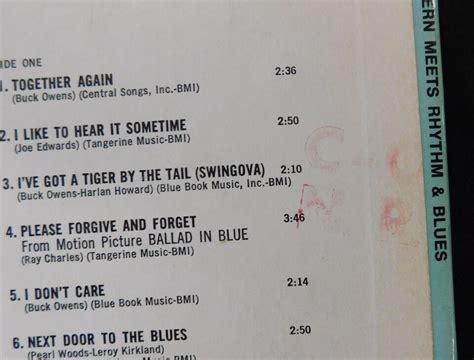 IDE ONE
1. TOGETHER AGAIN 2:36
(Buck Owens) (Central Songs, Inc.-BMI)
2. I LIKE TO HEAR IT SOMETIME 2:50
(Joe Edwards) (Tangerine Music-BMI)
3. I'VE GOT A TIGER BY THE TAIL (SWINGOVA) 2:10
(Buck Owens-Harlan Howard) (Blue Book Music, Inc.-BMI)
4. PLEASE FORGIVE AND FORGET 3:46
From Motion Picture BALLAD IN BLUE
(Ray Charles) (Tangerine Music-BMI)
5. I DON'T CARE 2:14
(Buck Owens) (Blue Book Music-BMI)
6. NEXT DOOR TO THE BLUES 2:50
(Pearl Woods-Leroy Kirkland)
ERN MEETS RHYTHM & BLUES